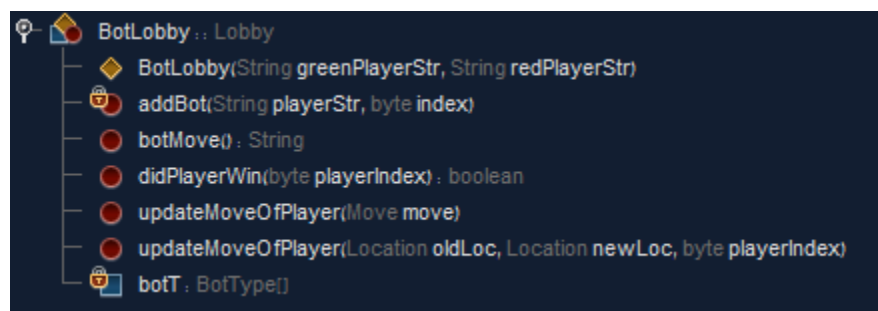 BotLobby :: Lobby
BotLobby(String greenPlayerStr, String redPlayerStr)
addBot(String playerStr, byte index)
botMove() : String
didPlayerWin(byte playerIndex) : boolean
updateMoveOfPlayer(Move move)
updateMoveOfPlayer(Location oldLoc, Location newLoc, byte playerIndex)
botT : BotType[]